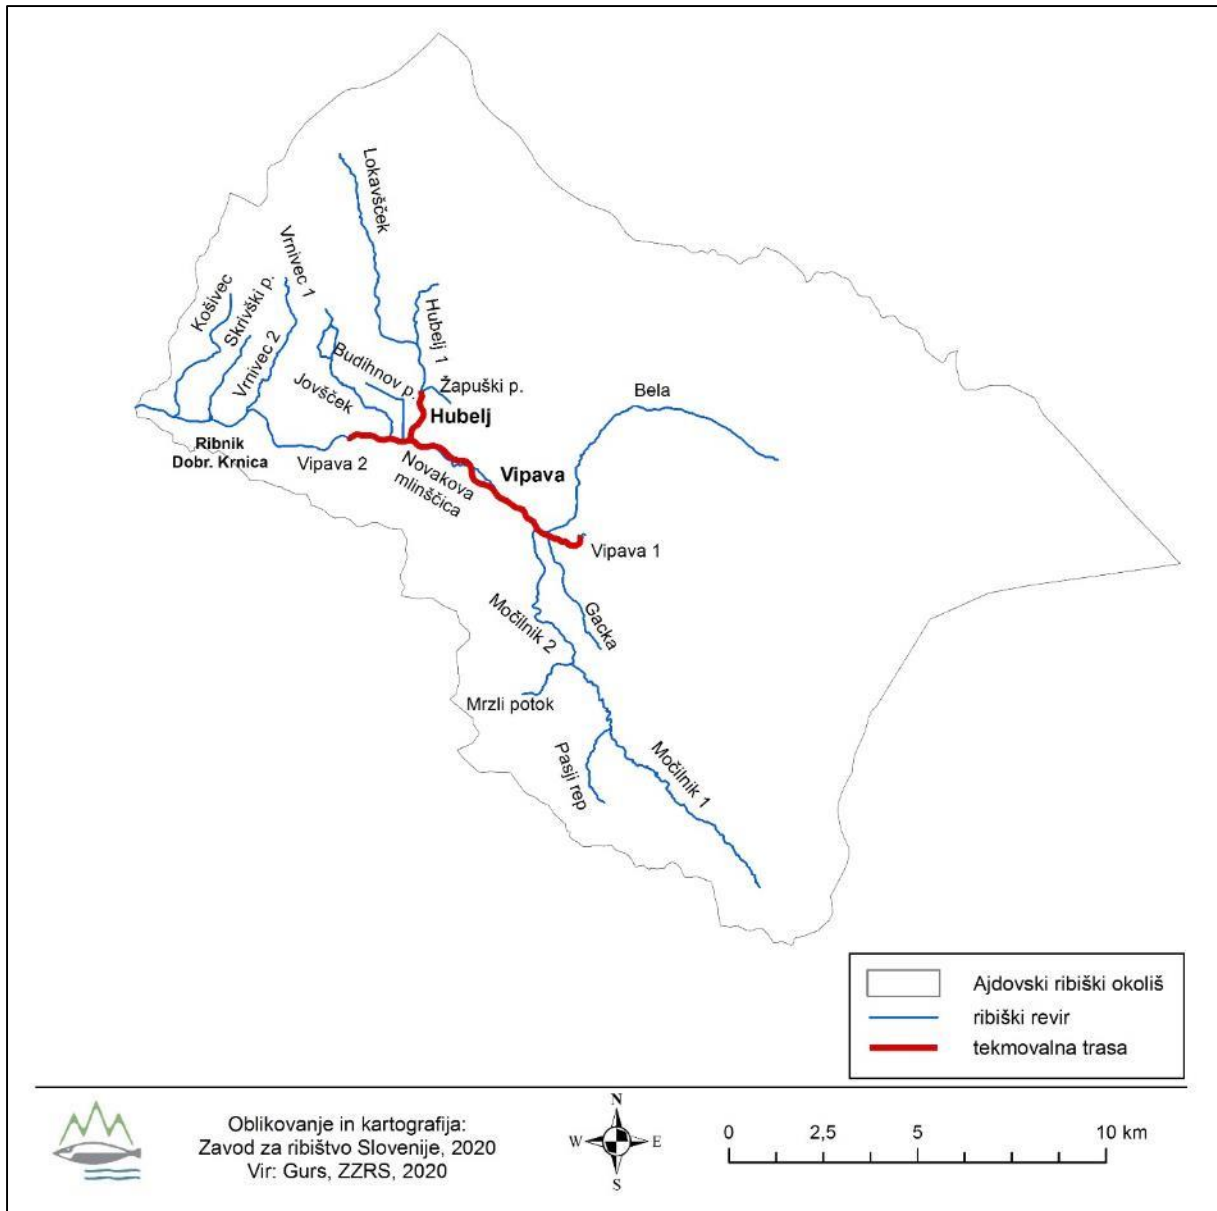 Lokavšček
Vrnivec 1
Košivec
Skrivški p.
Hubelj 1
Vrnivec 2
Budihnov p.
Jovšček
Žapuški p.
Bela
Hubelj
Ribnik
Dobr. Krnica
Vipava 2
Novakova
mlinščica
Vipava
Vipava 1
Gacka
Močilnik 2
Mrzli potok
Pasji rep
Močilnik 1
Ajdovski ribiški okoliš
ribiški revir
tekmovalna trasa
Oblikovanje in kartografija:
Zavod za ribištvo Slovenije, 2020
Vir: Gurs, ZZRS, 2020
N
W E
S
0 2,5 5 10 km